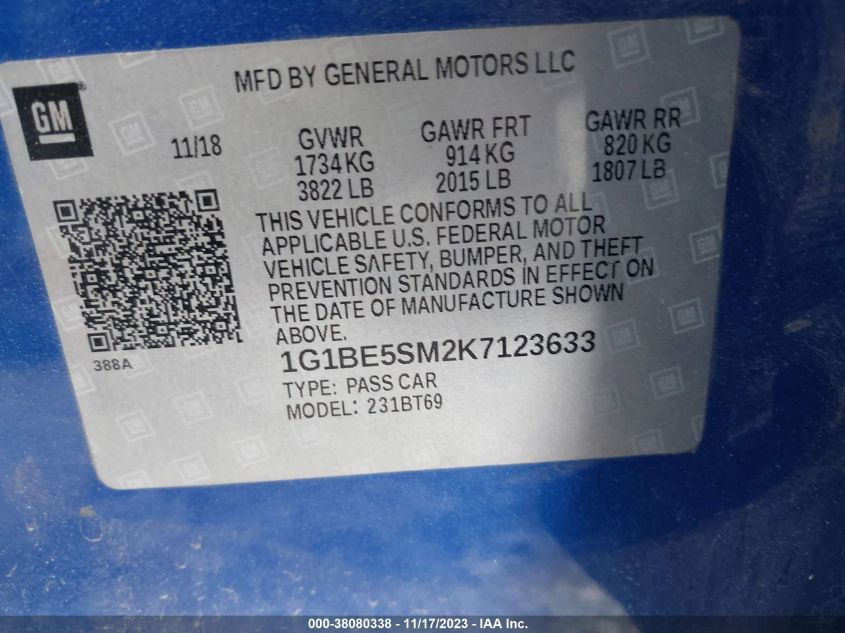 GM
MFD BY GENERAL MOTORS LLC
11/18
GVWR
1734 KG
3822 LB
GAWR FRT
914 KG
2015 LB
GAWR RR
820 KG
1807 LB
THIS VEHICLE CONFORMS TO ALL
APPLICABLE U.S. FEDERAL MOTOR
VEHICLE SAFETY, BUMPER, AND THEFT
PREVENTION STANDARDS IN EFFECT ON
THE DATE OF MANUFACTURE SHOWN
ABOVE.
388A
1G1BE5SM2K7123633
TYPE: PASS CAR
MODEL: 231BT69
000-38080338 - 11/17/2023 - IAAI, Inc.